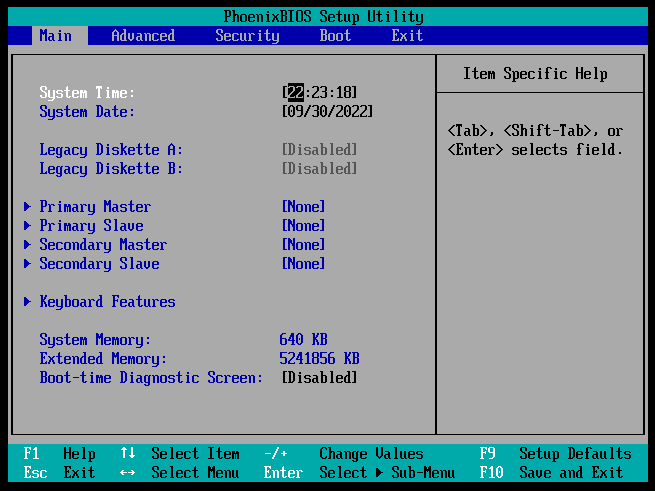 PhoenixBIOS Setup Utility
Main Advanced Security Boot Exit
Item Specific Help
System Time: [22:23:18]
System Date: [09/30/2022]
<Tab>, <Shift-Tab>, or
<Enter> selects field.
Legacy Diskette A: [Disabled]
Legacy Diskette B: [Disabled]
▶ Primary Master [None]
▶ Primary Slave [None]
▶ Secondary Master [None]
▶ Secondary Slave [None]
▶ Keyboard Features
System Memory: 640 KB
Extended Memory: 5241856 KB
Boot-time Diagnostic Screen: [Disabled]
F1 Help ↑↓ Select Item -/+ Change Values F9 Setup Defaults
Esc Exit ↔ Select Menu Enter Select ▶ Sub-Menu F10 Save and Exit